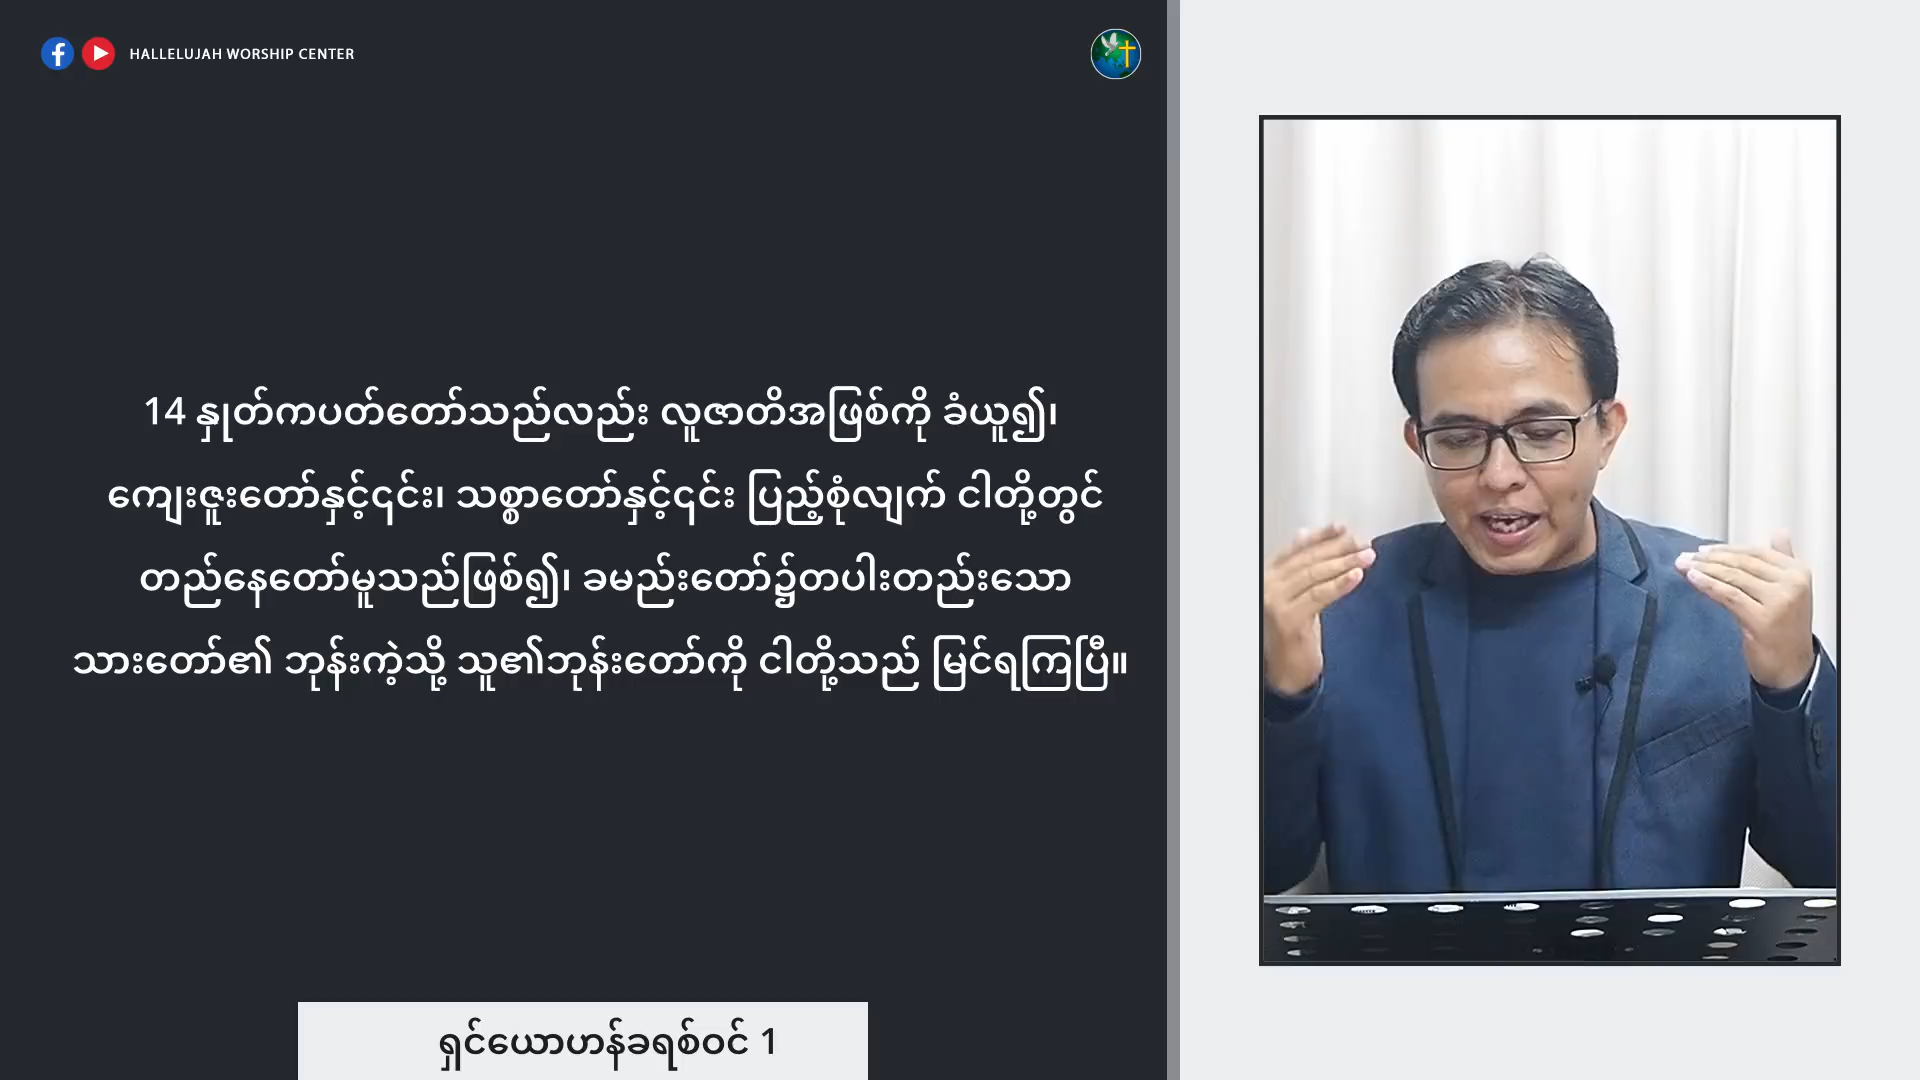 HALLELUJAH WORSHIP CENTER
14 နှုတ်ကပတ်တော်သည်လည်း လူဇာတိအဖြစ်ကို ခံယူ၍၊
ကျေးဇူးတော်နှင့်၎င်း၊ သစ္စာတော်နှင့်၎င်း ပြည့်စုံလျက် ငါတို့တွင်
တည်နေတော်မူသည်ဖြစ်၍၊ ခမည်းတော်၌တပါးတည်းသော
သားတော်၏ ဘုန်းကဲ့သို့ သူ၏ဘုန်းတော်ကို ငါတို့သည် မြင်ရကြပြီ။
ရှင်ယောဟန်ခရစ်ဝင် 1